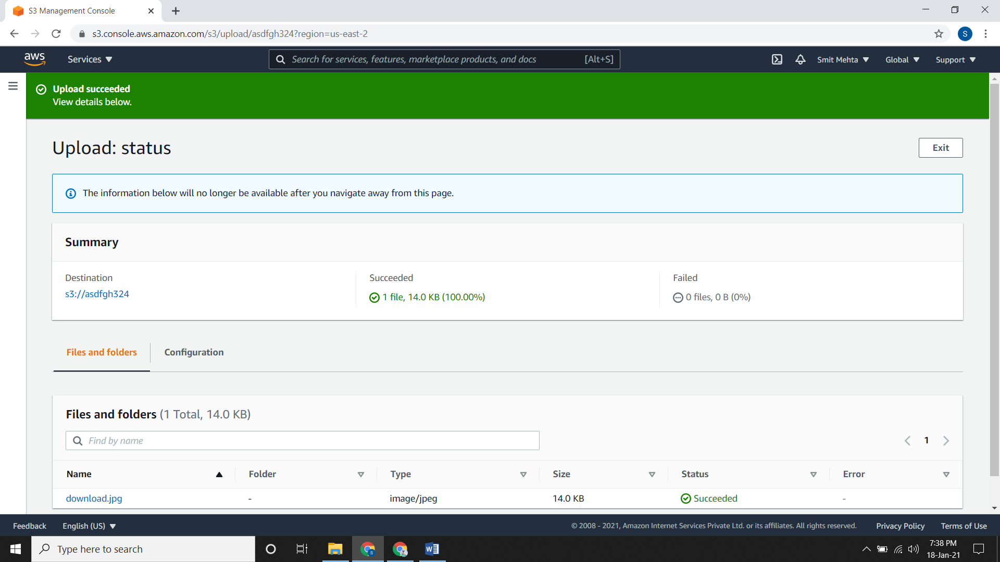 S3 Management Console
s3.console.aws.amazon.com/s3/upload/asdfgh324?region=us-east-2
S
aws
Services
Search for services, features, marketplace products, and docs [Alt+S]
Smit Mehta
Global
Support
Upload succeeded
View details below.
Upload: status
Exit
The information below will no longer be available after you navigate away from this page.
Summary
Destination
s3://asdfgh324
Succeeded
1 file, 14.0 KB (100.00%)
Failed
0 files, 0 B (0%)
Files and folders
Configuration
Files and folders (1 Total, 14.0 KB)
Find by name
1
Name Folder Type Size Status Error
download.jpg - image/jpeg 14.0 KB Succeeded -
Feedback
English (US)
© 2008 - 2021, Amazon Internet Services Private Ltd. or its affiliates. All rights reserved.
Privacy Policy
Terms of Use
Type here to search
7:38 PM
18-Jan-21